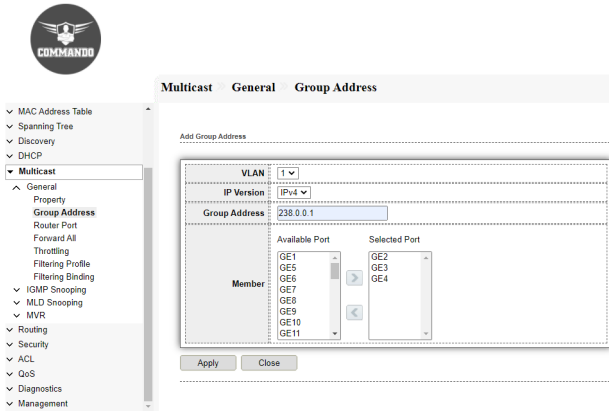 COMMANDO
Multicast General Group Address
MAC Address Table
Spanning Tree
Discovery
DHCP
Multicast
General
Property
Group Address
Router Port
Forward All
Throttling
Filtering Profile
Filtering Binding
IGMP Snooping
MLD Snooping
MVR
Routing
Security
ACL
QoS
Diagnostics
Management
Add Group Address
VLAN 1
IP Version IPv4
Group Address 238.0.0.1
Member
Available Port
GE1
GE5
GE6
GE7
GE8
GE9
GE10
GE11
Selected Port
GE2
GE3
GE4
Apply Close